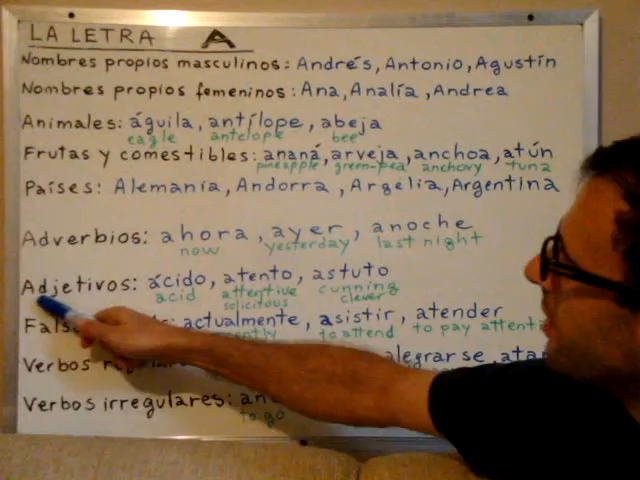 LA LETRA A
Nombres propios masculinos: Andrés, Antonio, Agustín
Nombres propios femeninos: Ana, Analía, Andrea
Animales: águila, antílope, abeja
eagle antelope bee
Frutas y comestibles: ananá, arveja, anchoa, atún
pineapple green-pea anchovy tuna
Países: Alemania, Andorra, Argelia, Argentina
Adverbios: ahora, ayer, anoche
now yesterday last night
Adjetivos: ácido, atento, astuto
acid attentive cunning
solicitous clever
actualmente, asistir, atender
to attend to pay attenti
Verbos alegrarse,
Verbos irregulares:
to go